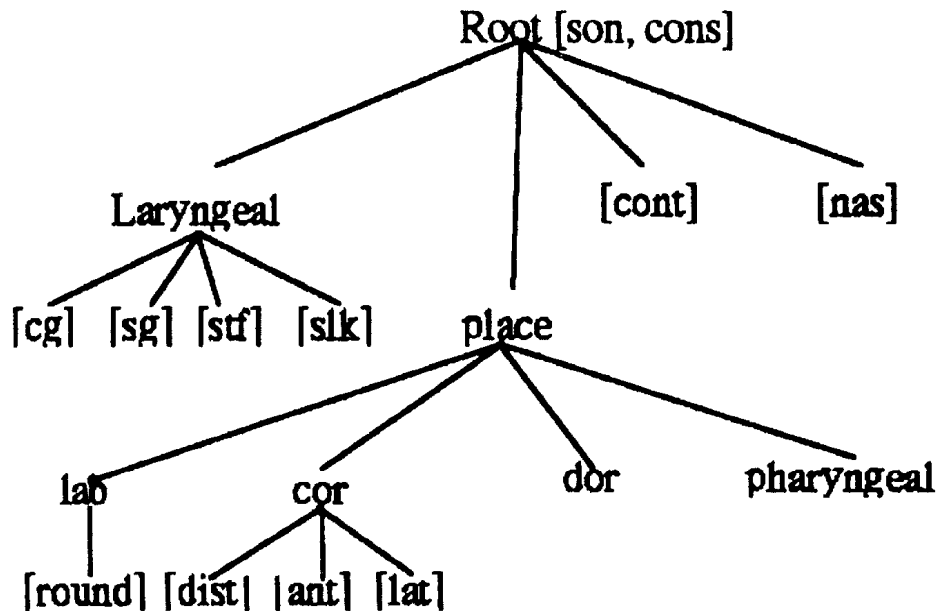 Root [son, cons]
Laryngeal [cont] [nas]
[cg] [sg] [stf] [slk] place
lab cor dor pharyngeal
[round] [dist] [ant] [lat]